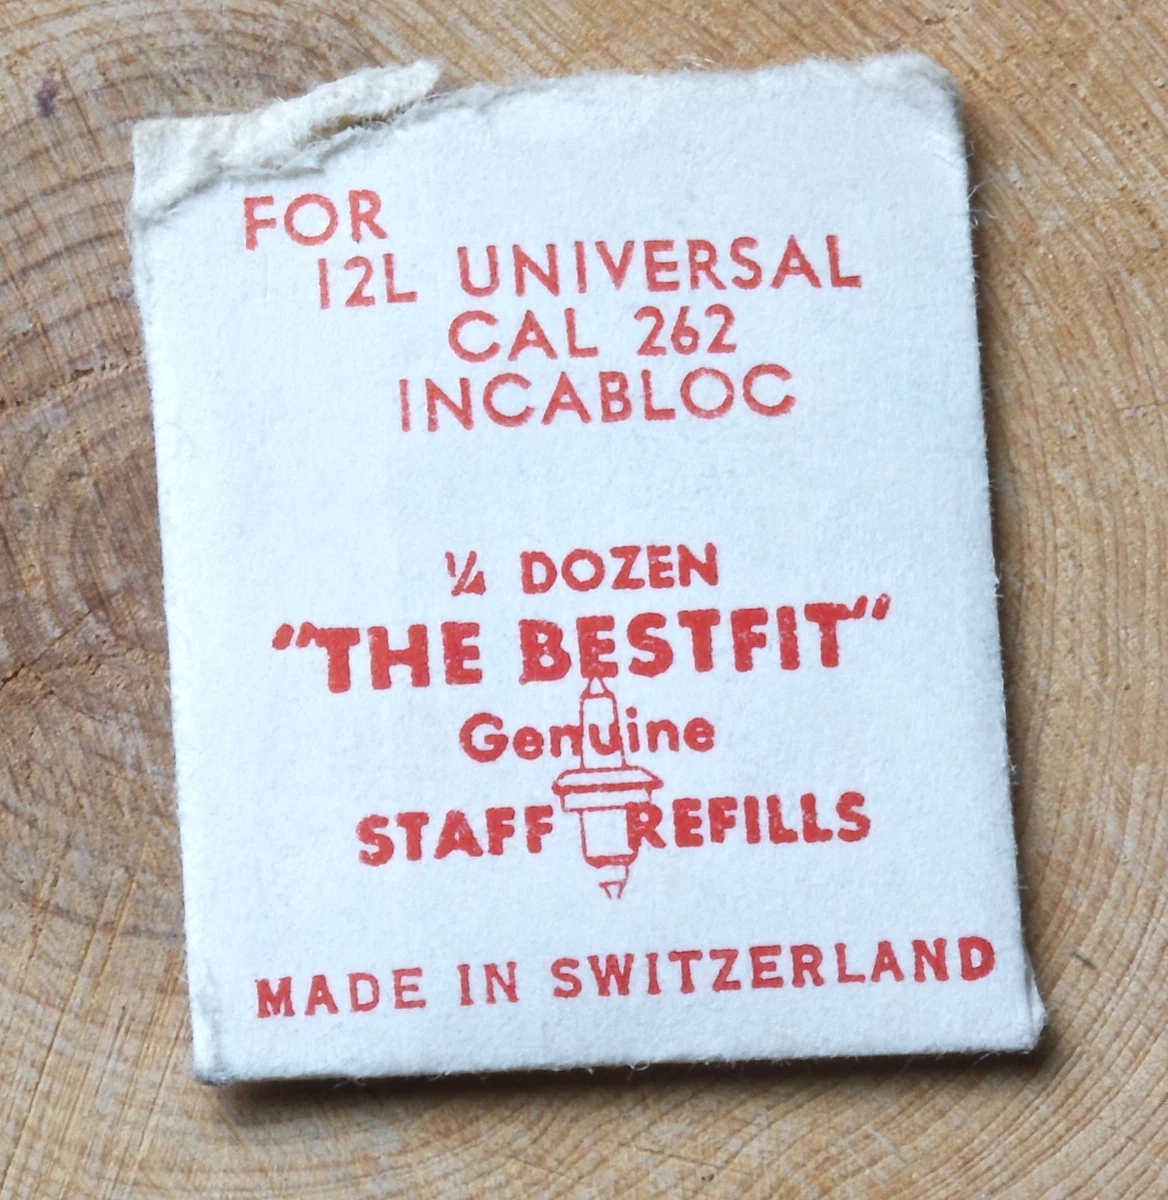 FOR
12L UNIVERSAL
CAL 262
INCABLOC
¼ DOZEN
"THE BESTFIT"
Genuine
STAFF REFILLS
MADE IN SWITZERLAND